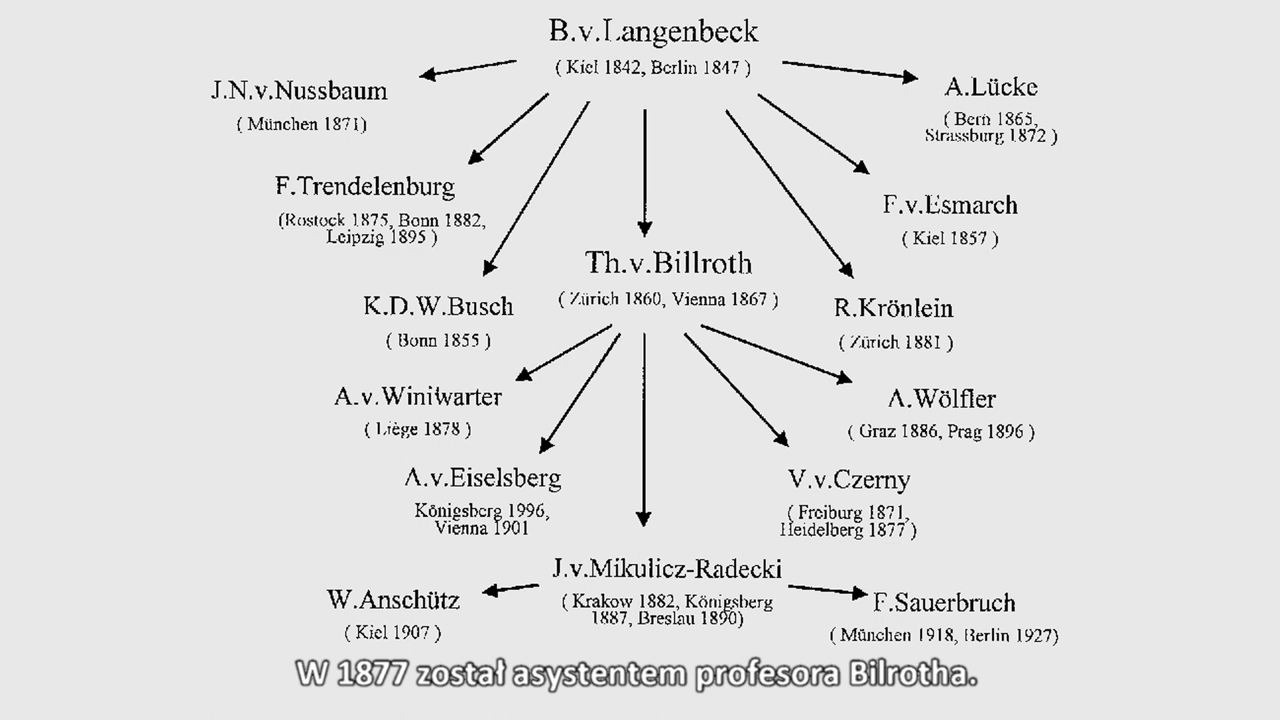 B.v.Langenbeck
( Kiel 1842, Berlin 1847 )
J.N.v.Nussbaum
( München 1871)
A.Lücke
( Bern 1865,
Strassburg 1872 )
F.Trendelenburg
(Rostock 1875, Bonn 1882,
Leipzig 1895 )
F.v.Esmarch
( Kiel 1857 )
Th.v.Billroth
( Zürich 1860, Vienna 1867 )
K.D.W.Busch
( Bonn 1855 )
R.Krönlein
( Zürich 1881 )
A.v.Winiwarter
( Liège 1878 )
A.Wölfler
( Graz 1886, Prag 1896 )
A.v.Eiselsberg
Königsberg 1996,
Vienna 1901
V.v.Czerny
( Freiburg 1871,
Heidelberg 1877 )
J.v.Mikulicz-Radecki
( Krakow 1882, Königsberg
1887, Breslau 1890)
W.Anschütz
( Kiel 1907 )
F.Sauerbruch
( München 1918, Berlin 1927)
W 1877 został asystentem profesora Bilrotha.